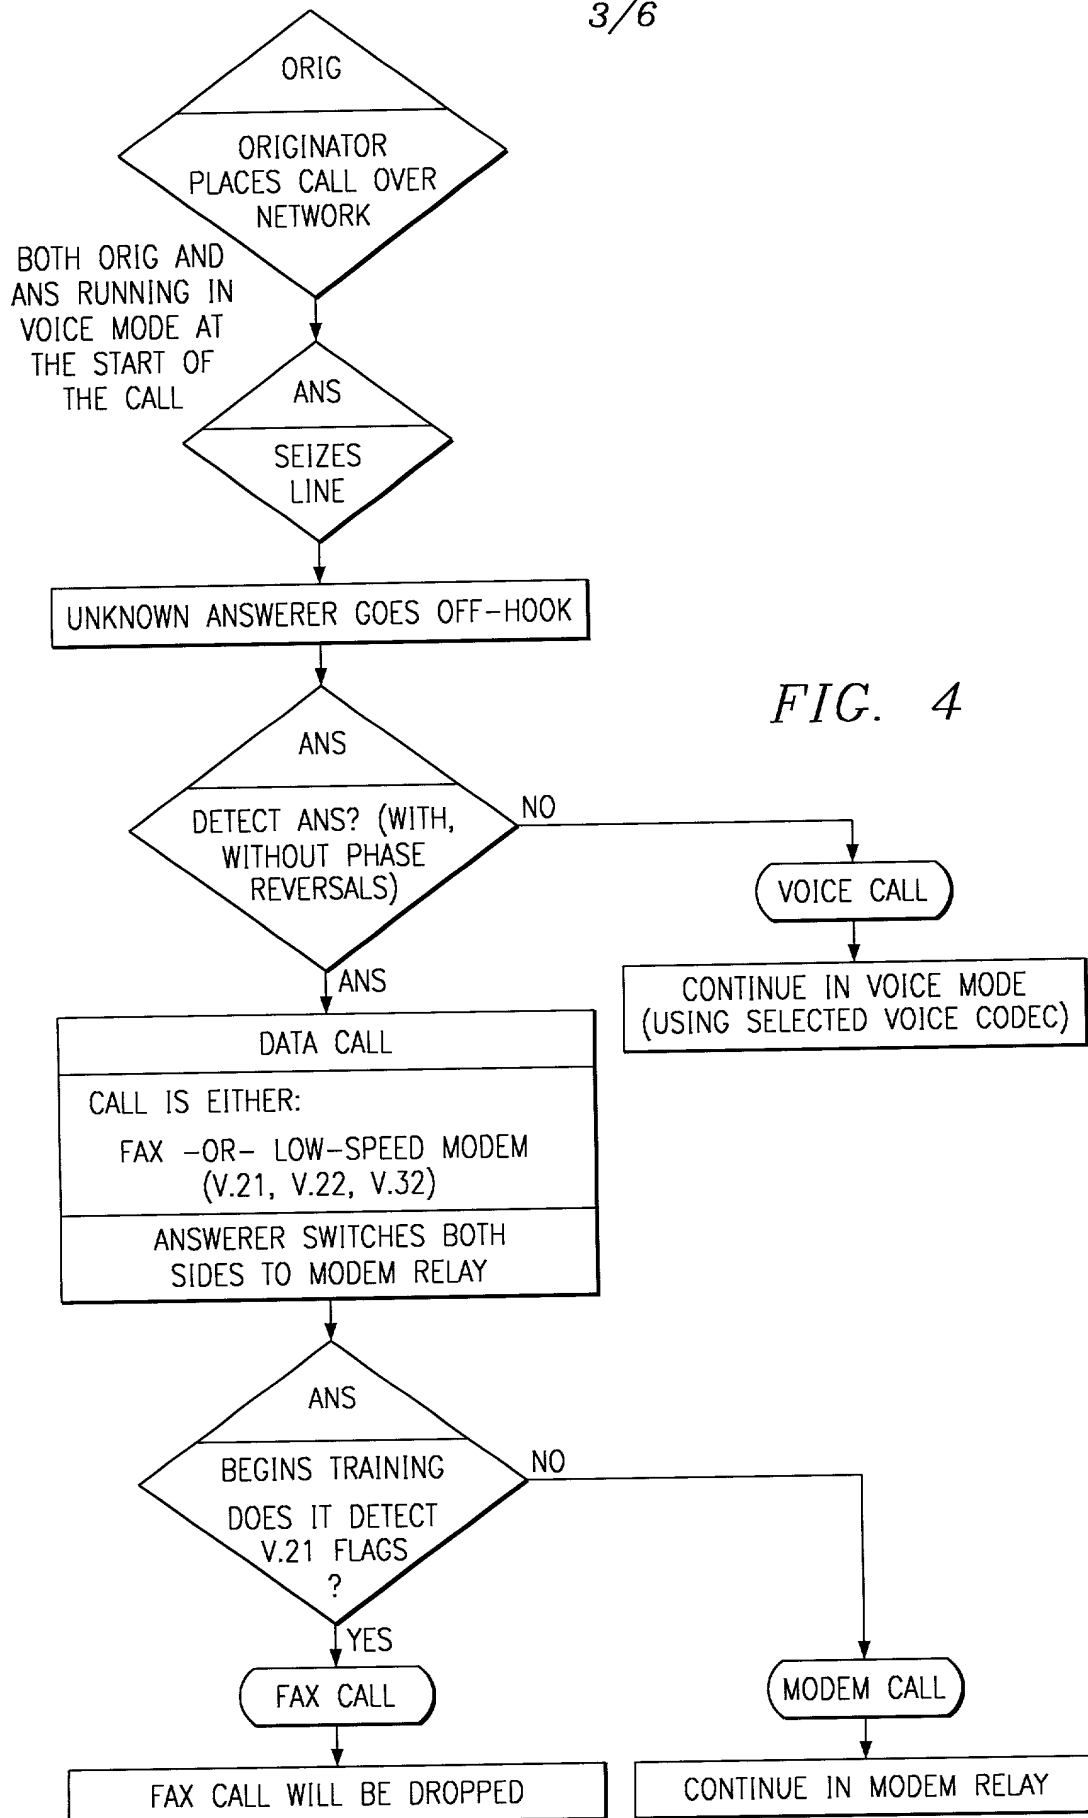 3/6
ORIG
ORIGINATOR
PLACES CALL OVER
NETWORK
BOTH ORIG AND
ANS RUNNING IN
VOICE MODE AT
THE START OF
THE CALL
ANS
SEIZES
LINE
UNKNOWN ANSWERER GOES OFF-HOOK
FIG. 4
ANS
DETECT ANS? (WITH,
WITHOUT PHASE
REVERSALS)
NO
VOICE CALL
CONTINUE IN VOICE MODE
(USING SELECTED VOICE CODEC)
ANS
DATA CALL
CALL IS EITHER:
FAX -OR- LOW-SPEED MODEM
(V.21, V.22, V.32)
ANSWERER SWITCHES BOTH
SIDES TO MODEM RELAY
ANS
BEGINS TRAINING
DOES IT DETECT
V.21 FLAGS
?
NO
YES
FAX CALL
MODEM CALL
FAX CALL WILL BE DROPPED
CONTINUE IN MODEM RELAY